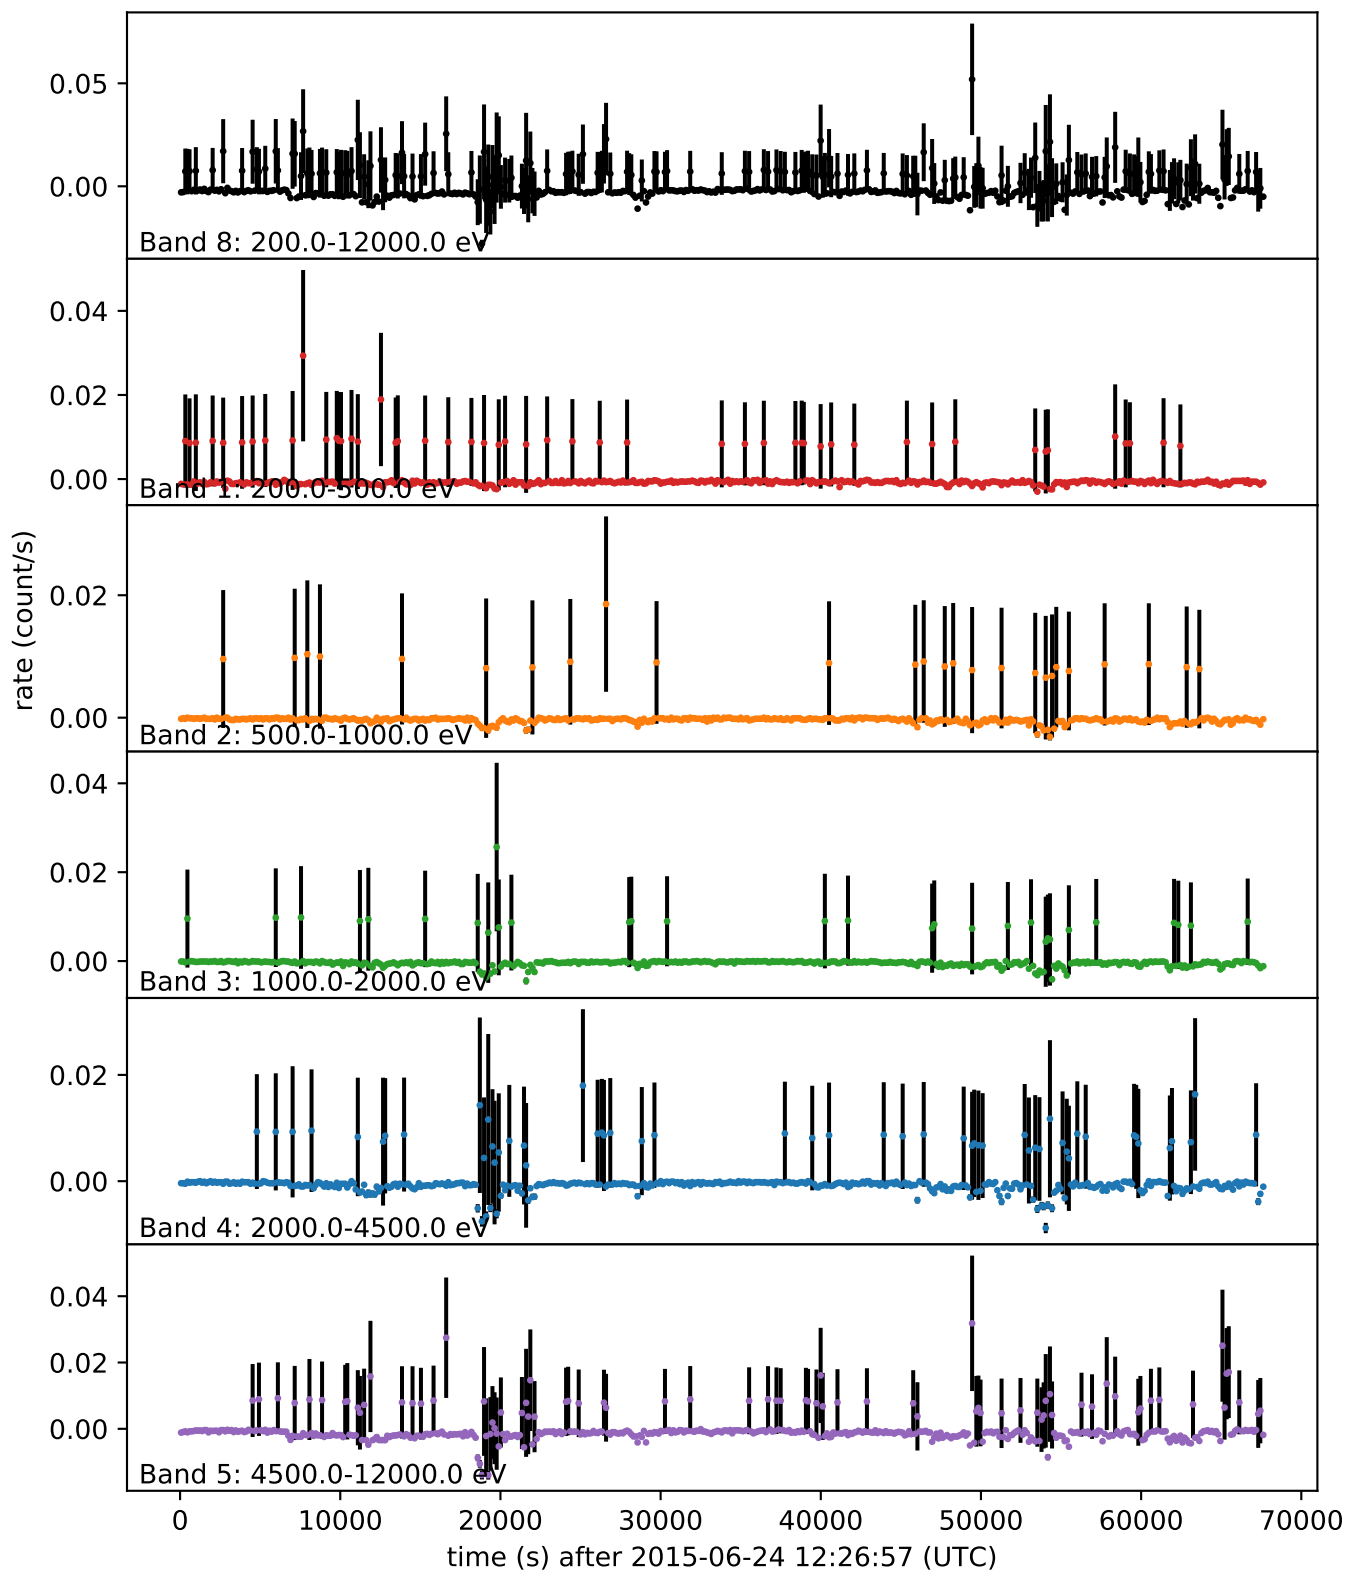 0.05
0.00
Band 8: 200.0-12000.0 eV
0.04
0.02
0.00
Band 1: 200.0-500.0 eV
rate (count/s)
0.02
0.00
Band 2: 500.0-1000.0 eV
0.04
0.02
0.00
Band 3: 1000.0-2000.0 eV
0.02
0.00
Band 4: 2000.0-4500.0 eV
0.04
0.02
0.00
Band 5: 4500.0-12000.0 eV
0 10000 20000 30000 40000 50000 60000 70000
time (s) after 2015-06-24 12:26:57 (UTC)